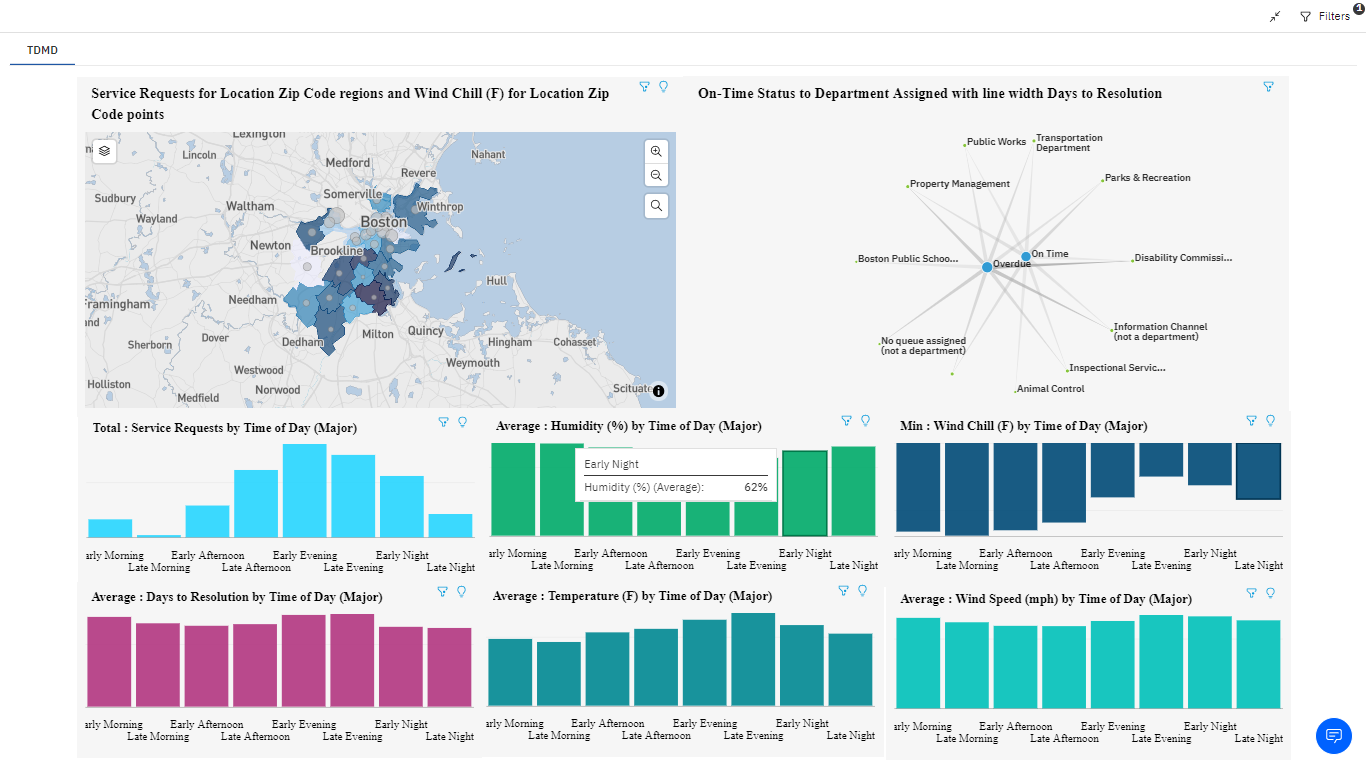 Filters
1
TDMD
Service Requests for Location Zip Code regions and Wind Chill (F) for Location Zip
Code points
On-Time Status to Department Assigned with line width Days to Resolution
Lexington
Lincoln
Medford
Nahant
Revere
Sudbury
Somerville
Waltham
Winthrop
Wayland
Boston
Newton
Brookline
Hull
Needham
Framingham
Quincy
Dover
Milton
Sherborn
Dedham
Hingham
Cohasset
Weymouth
Westwood
Holliston
Norwood
Scituate
Medfield
Public Works
Transportation
Department
Property Management
Parks & Recreation
Boston Public Schoo...
Overdue
On Time
Disability Commissi...
No queue assigned
(not a department)
Information Channel
(not a department)
Inspectional Servic...
Animal Control
Total : Service Requests by Time of Day (Major)
arly Morning
Early Afternoon
Early Evening
Early Night
Late Morning
Late Afternoon
Late Evening
Late Night
Average : Humidity (%) by Time of Day (Major)
Early Night
Humidity (%) (Average): 62%
arly Morning
Early Afternoon
Early Evening
Early Night
Late Morning
Late Afternoon
Late Evening
Late Night
Min : Wind Chill (F) by Time of Day (Major)
arly Morning
Early Afternoon
Early Evening
Early Night
Late Morning
Late Afternoon
Late Evening
Late Night
Average : Days to Resolution by Time of Day (Major)
arly Morning
Early Afternoon
Early Evening
Early Night
Late Morning
Late Afternoon
Late Evening
Late Night
Average : Temperature (F) by Time of Day (Major)
arly Morning
Early Afternoon
Early Evening
Early Night
Late Morning
Late Afternoon
Late Evening
Late Night
Average : Wind Speed (mph) by Time of Day (Major)
arly Morning
Early Afternoon
Early Evening
Early Night
Late Morning
Late Afternoon
Late Evening
Late Night